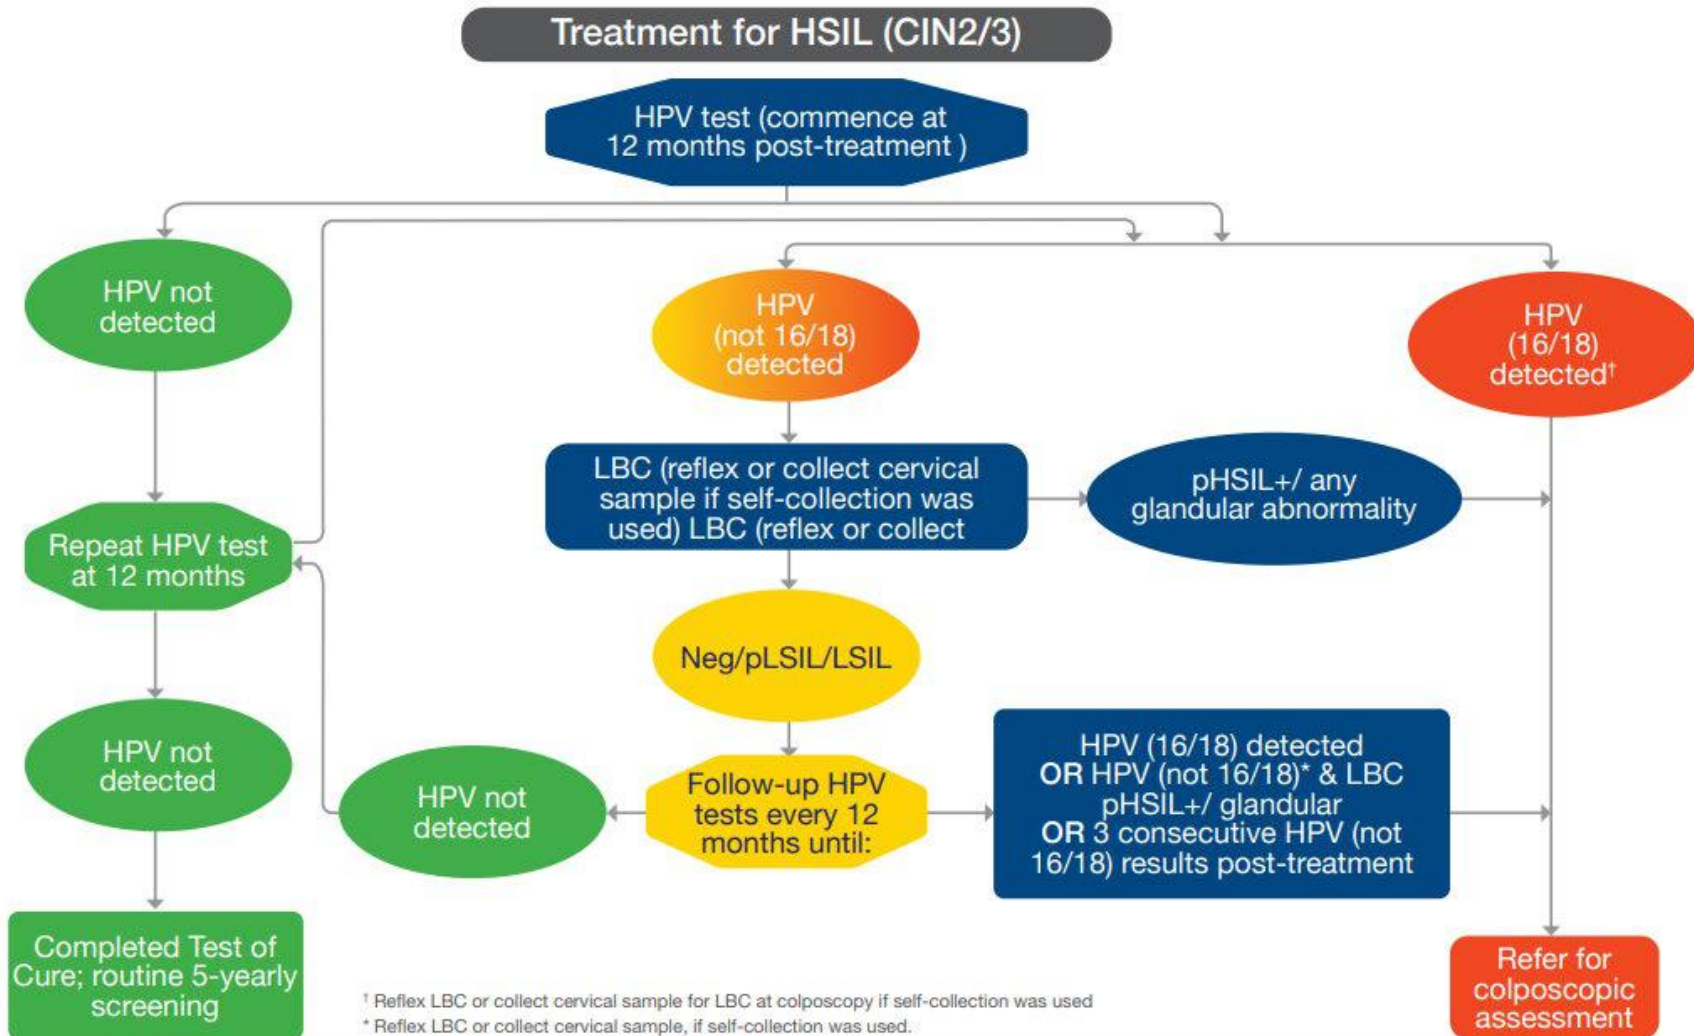 Treatment for HSIL (CIN2/3)
HPV test (commence at
12 months post-treatment )
HPV not
detected
HPV
(not 16/18)
detected
HPV
(16/18)
detected†
LBC (reflex or collect cervical
sample if self-collection was
used) LBC (reflex or collect
pHSIL+/ any
glandular abnormality
Repeat HPV test
at 12 months
Neg/pLSIL/LSIL
HPV not
detected
HPV not
detected
Follow-up HPV
tests every 12
months until:
HPV (16/18) detected
OR HPV (not 16/18)* & LBC
pHSIL+/ glandular
OR 3 consecutive HPV (not
16/18) results post-treatment
Completed Test of
Cure; routine 5-yearly
screening
Refer for
colposcopic
assessment
† Reflex LBC or collect cervical sample for LBC at colposcopy if self-collection was used
* Reflex LBC or collect cervical sample, if self-collection was used.